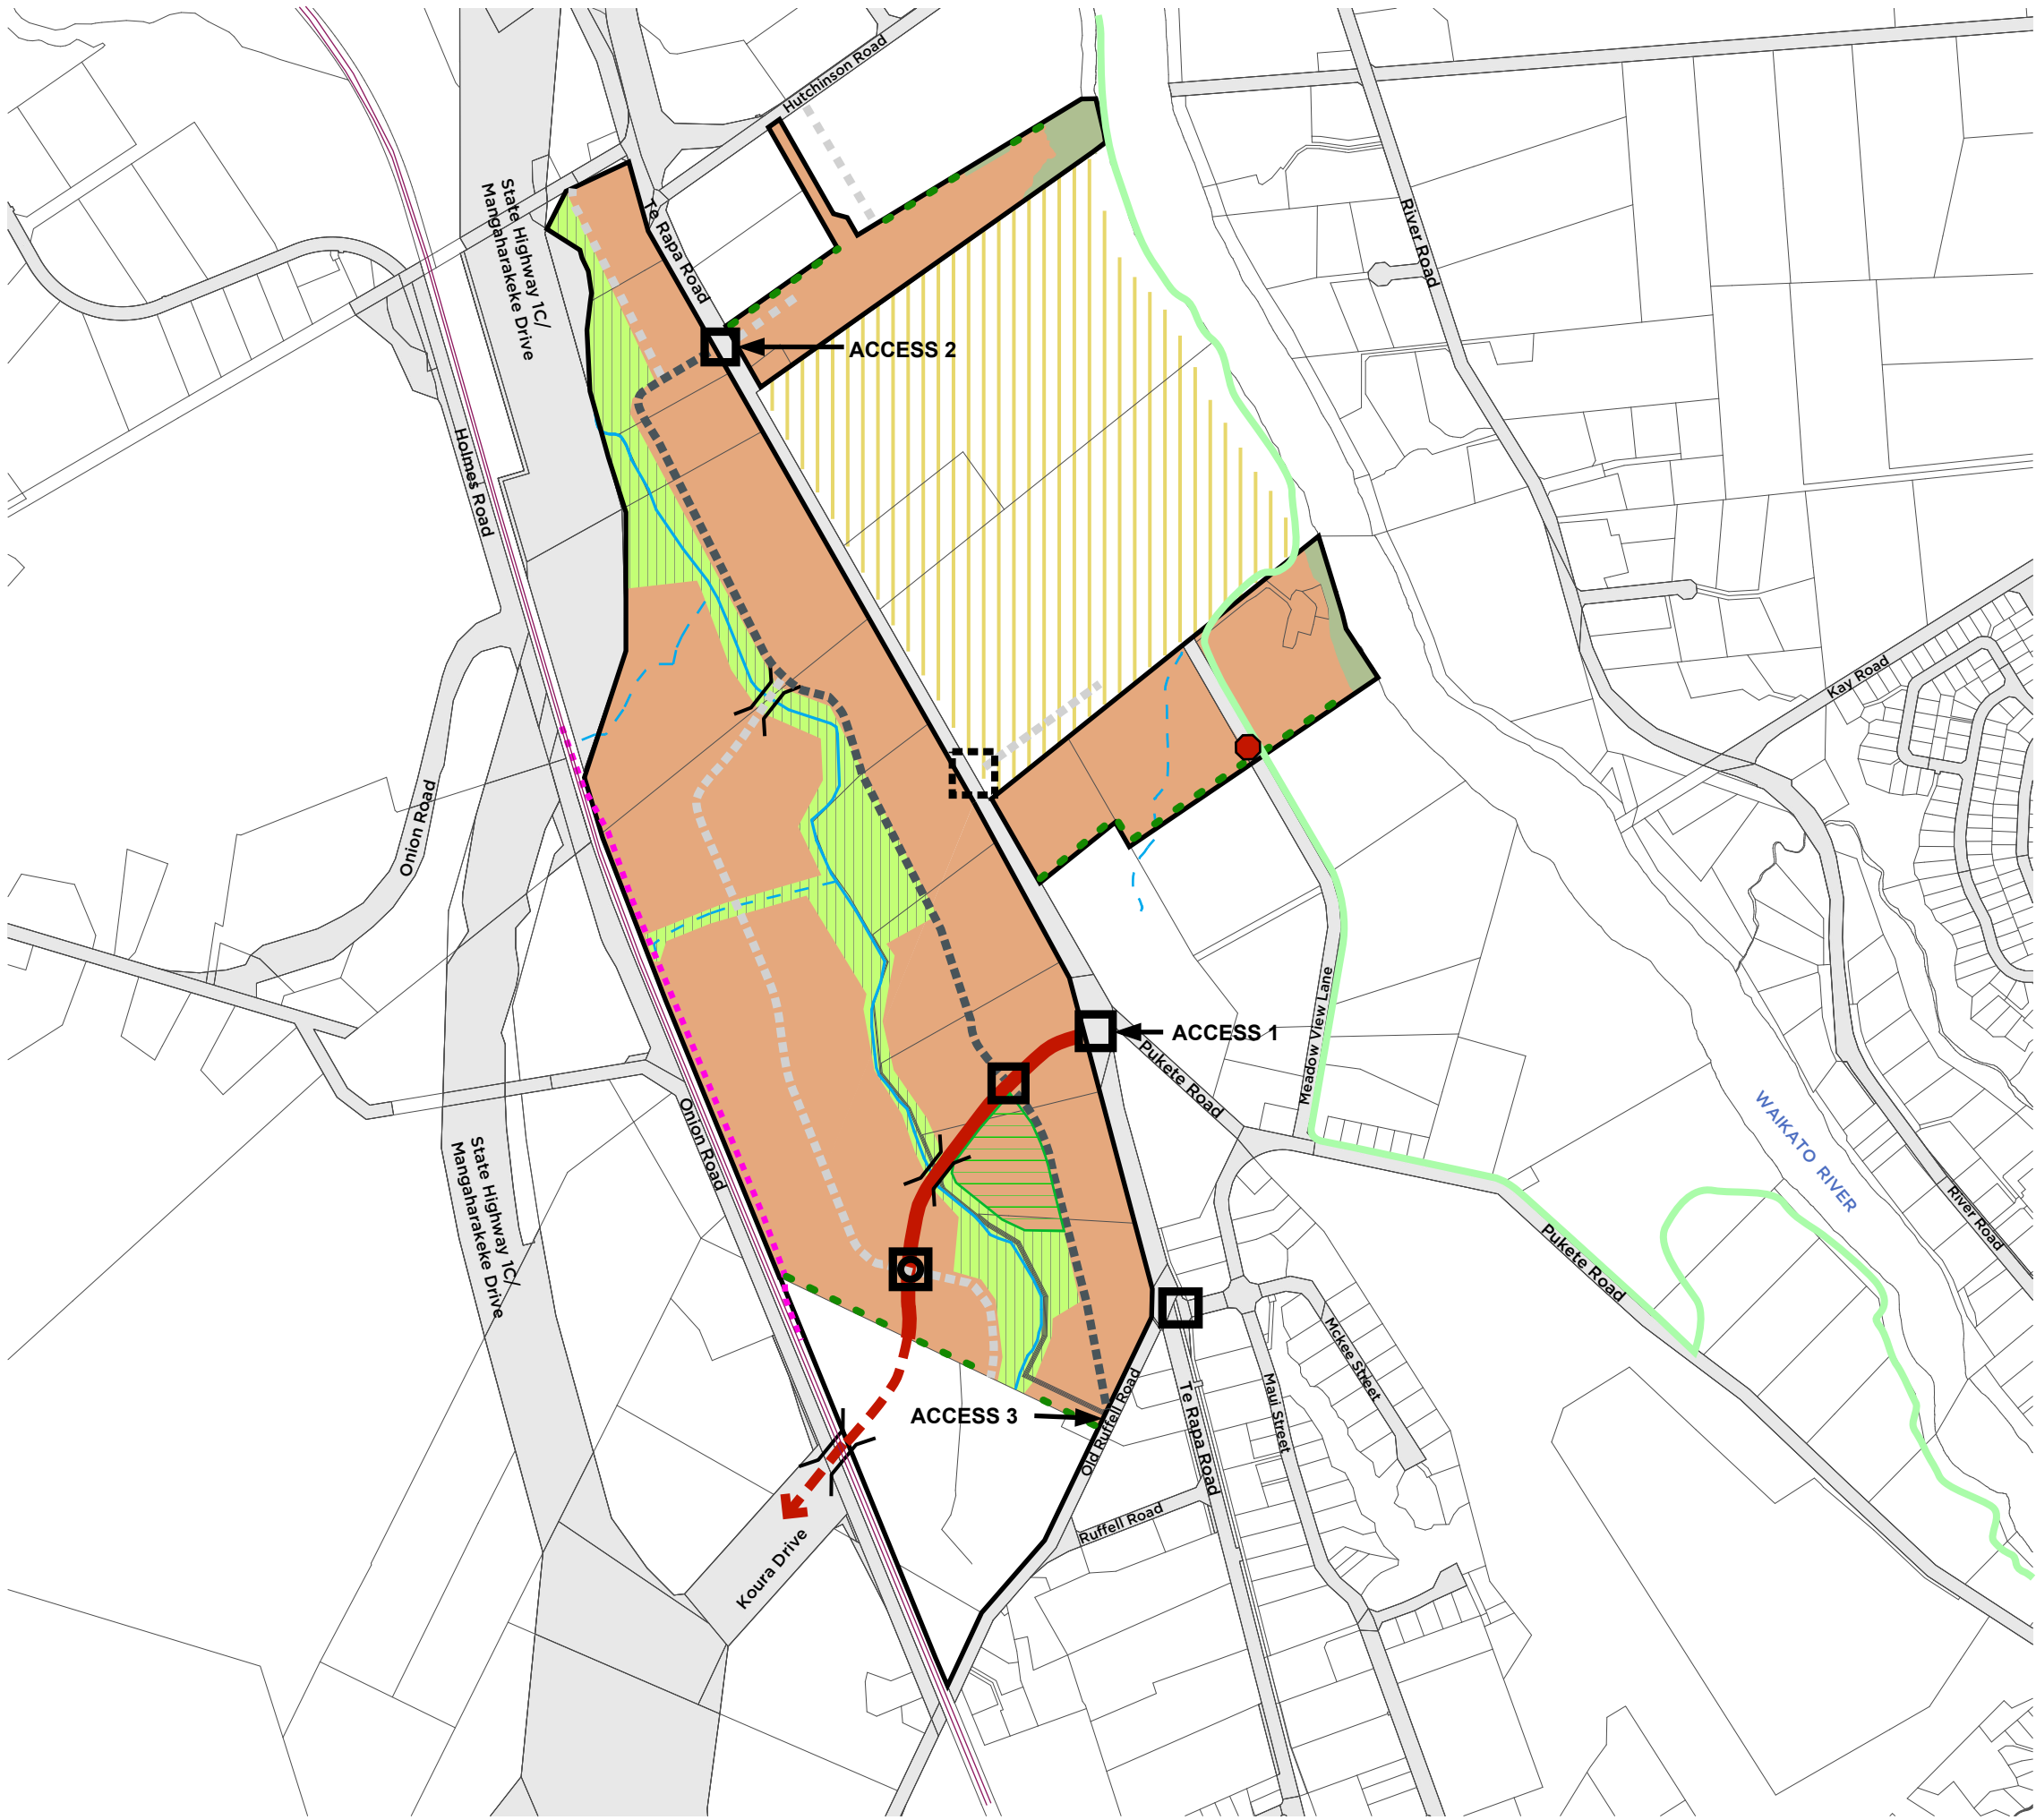 Hutchinson Road
State Highway 1C/
Mangaharakeke Drive
Te Rapa Road
River Road
ACCESS 2
Holmes Road
Kay Road
Onion Road
Meadow View Lane
ACCESS 1
Pukete Road
Onion Road
WAIKATO RIVER
State Highway 1C/
Mangaharakeke Drive
River Road
Pukete Road
Mckee Street
Maui Street
Te Rapa Road
Old Ruffell Road
ACCESS 3
Ruffell Road
Koura Drive